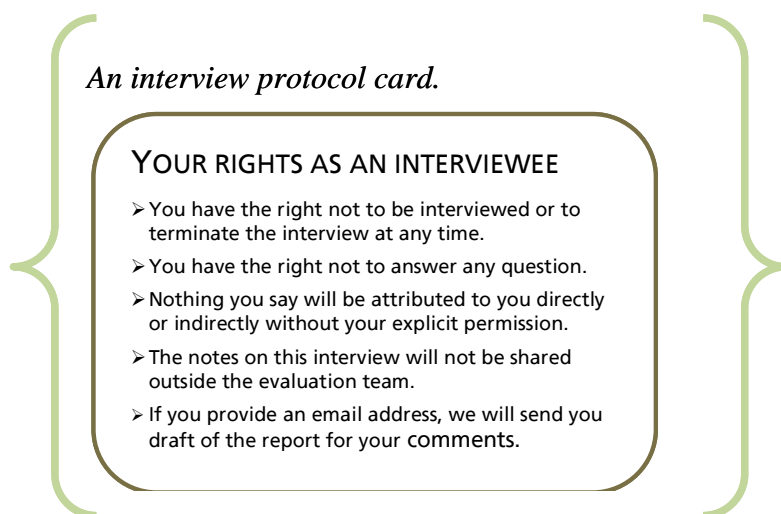 An interview protocol card.
YOUR RIGHTS AS AN INTERVIEWEE
➢ You have the right not to be interviewed or to
terminate the interview at any time.
➢ You have the right not to answer any question.
➢ Nothing you say will be attributed to you directly
or indirectly without your explicit permission.
➢ The notes on this interview will not be shared
outside the evaluation team.
➢ If you provide an email address, we will send you
draft of the report for your comments.